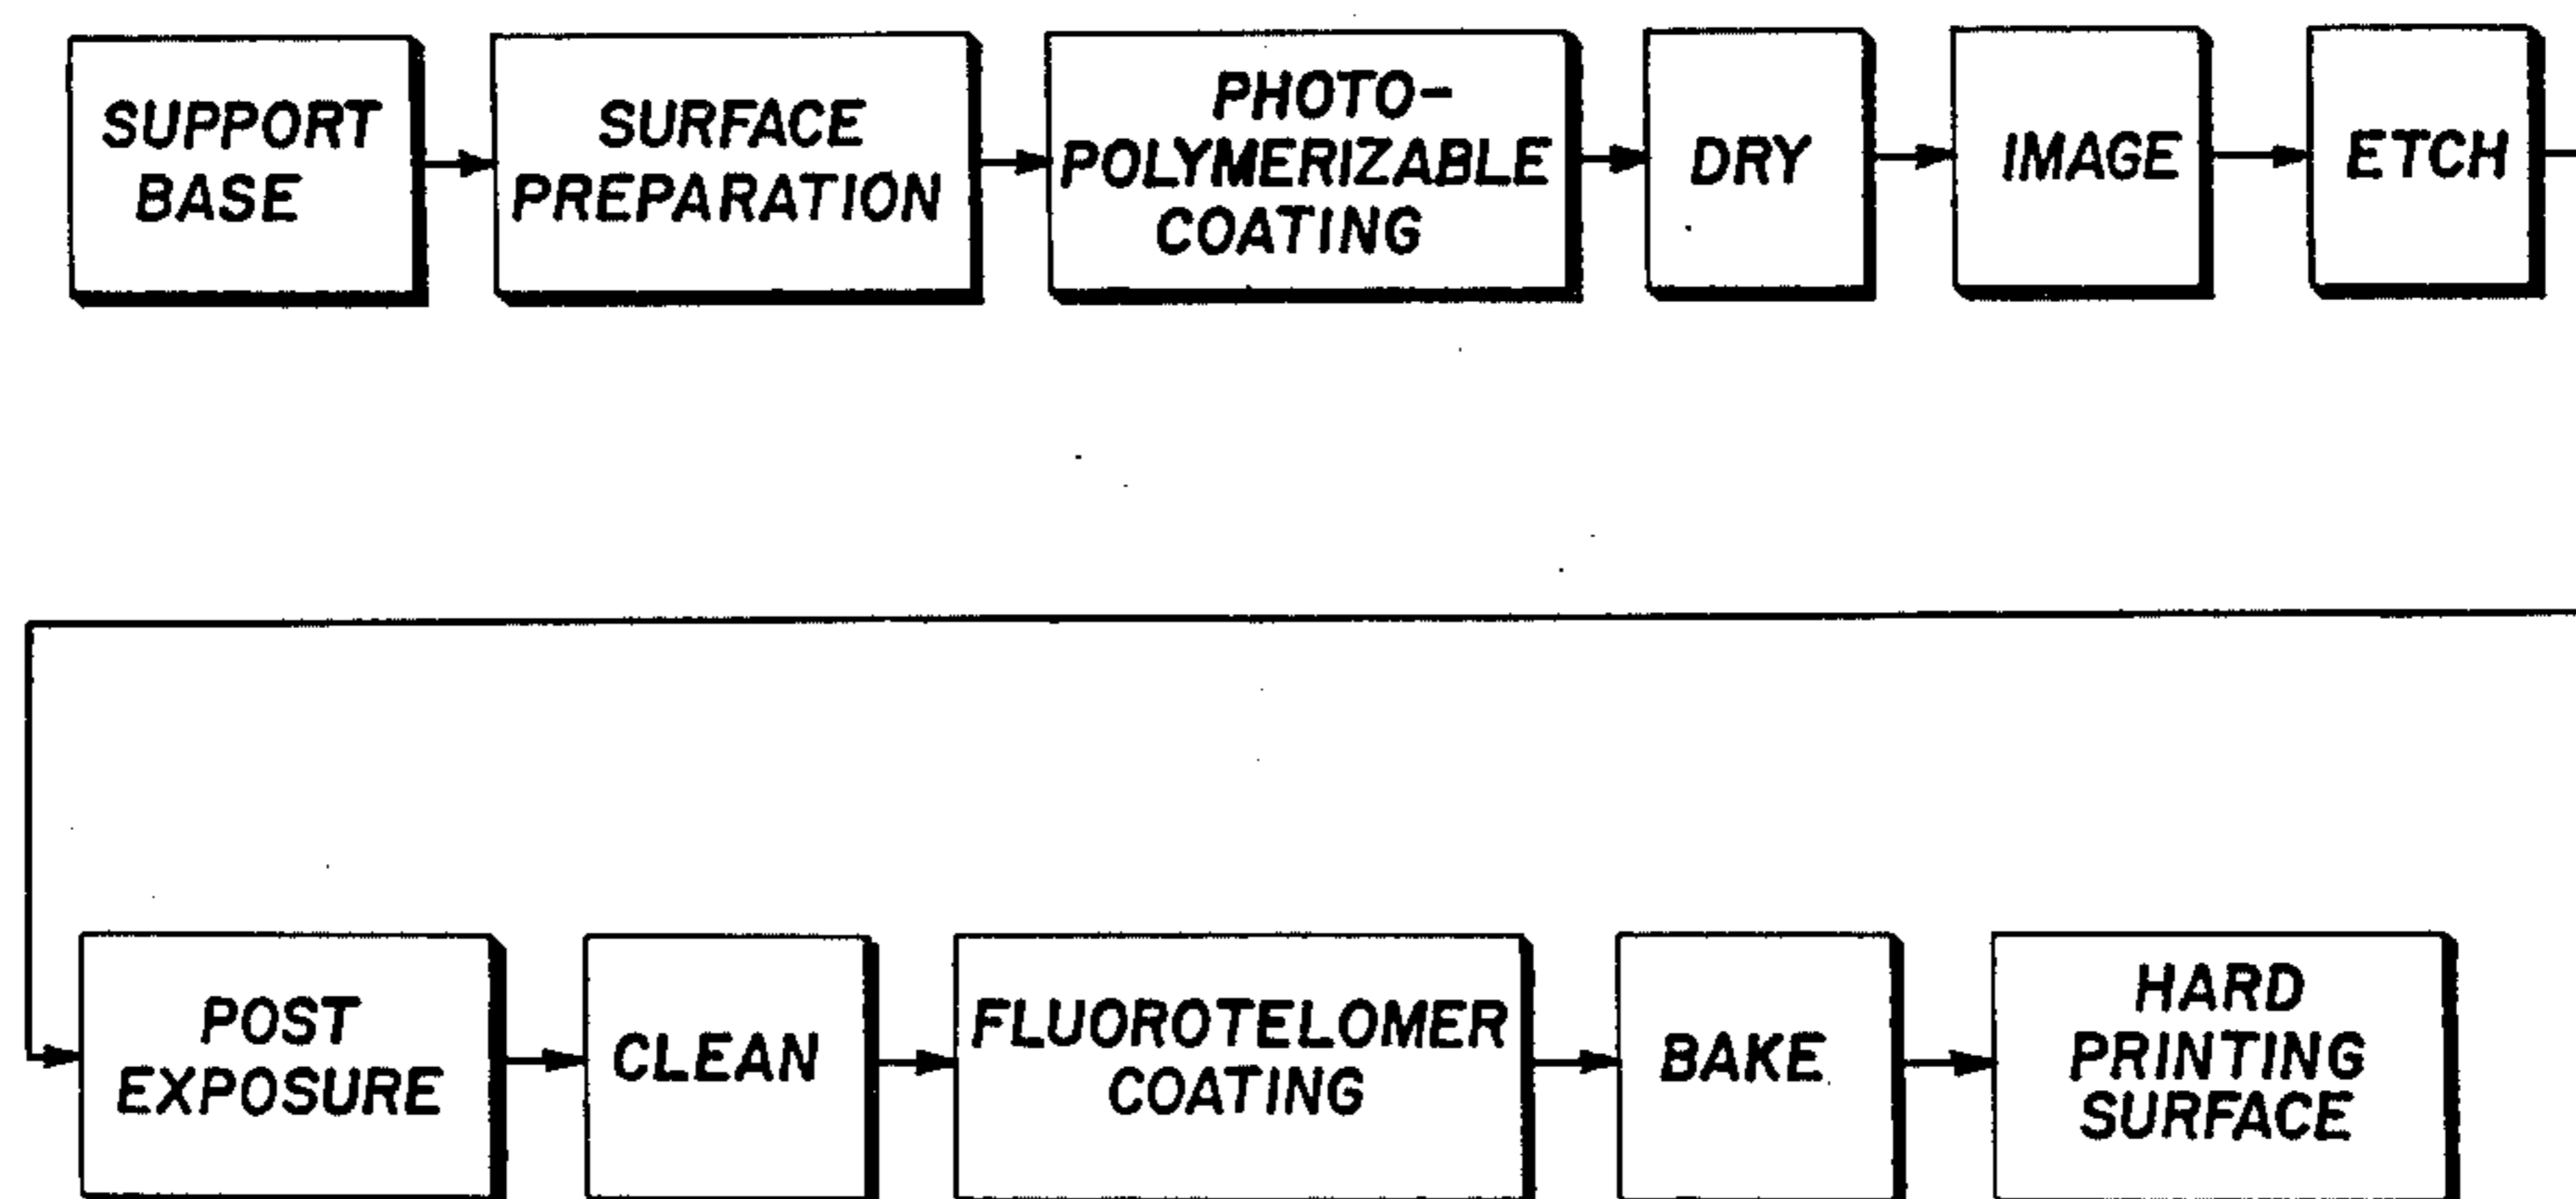 SUPPORT
BASE
SURFACE
PREPARATION
PHOTO-
POLYMERIZABLE
COATING
DRY
IMAGE
ETCH
POST
EXPOSURE
CLEAN
FLUOROTELOMER
COATING
BAKE
HARD
PRINTING
SURFACE